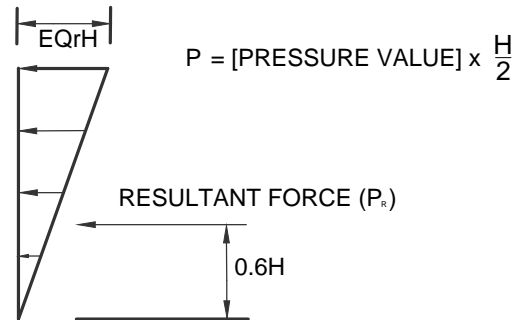 EQrH
P = [PRESSURE VALUE] x H/2
RESULTANT FORCE (PR)
0.6H